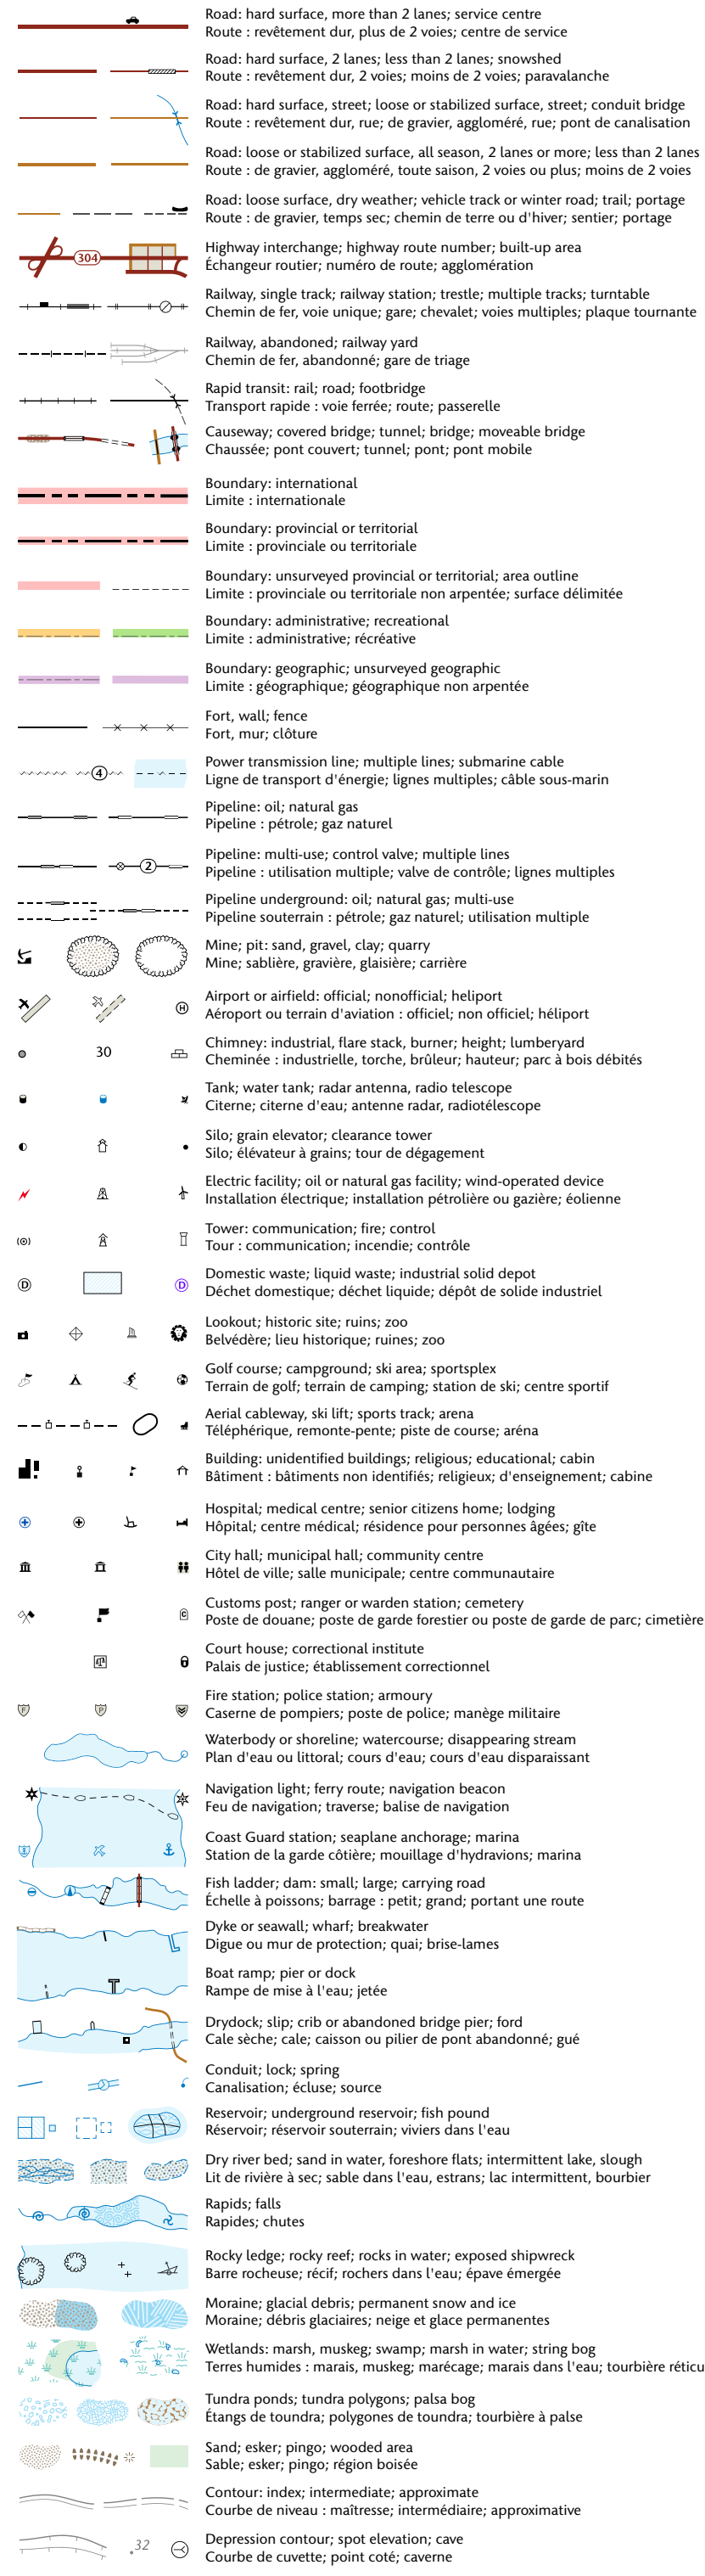 Road: hard surface, more than 2 lanes; service centre
Route : revêtement dur, plus de 2 voies; centre de service
Road: hard surface, 2 lanes; less than 2 lanes; snowshed
Route : revêtement dur, 2 voies; moins de 2 voies; paravalanche
Road: hard surface, street; loose or stabilized surface, street; conduit bridge
Route : revêtement dur, rue; de gravier, aggloméré, rue; pont de canalisation
Road: loose or stabilized surface, all season, 2 lanes or more; less than 2 lanes
Route : de gravier, aggloméré, toute saison, 2 voies ou plus; moins de 2 voies
Road: loose surface, dry weather; vehicle track or winter road; trail; portage
Route : de gravier, temps sec; chemin de terre ou d'hiver; sentier; portage
304
Highway interchange; highway route number; built-up area
Échangeur routier; numéro de route; agglomération
Railway, single track; railway station; trestle; multiple tracks; turntable
Chemin de fer, voie unique; gare; chevalet; voies multiples; plaque tournante
Railway, abandoned; railway yard
Chemin de fer, abandonné; gare de triage
Rapid transit: rail; road; footbridge
Transport rapide : voie ferrée; route; passerelle
Causeway; covered bridge; tunnel; bridge; moveable bridge
Chaussée; pont couvert; tunnel; pont; pont mobile
Boundary: international
Limite : internationale
Boundary: provincial or territorial
Limite : provinciale ou territoriale
Boundary: unsurveyed provincial or territorial; area outline
Limite : provinciale ou territoriale non arpentée; surface délimitée
Boundary: administrative; recreational
Limite : administrative; récréative
Boundary: geographic; unsurveyed geographic
Limite : géographique; géographique non arpentée
Fort, wall; fence
Fort, mur; clôture
4
Power transmission line; multiple lines; submarine cable
Ligne de transport d'énergie; lignes multiples; câble sous-marin
Pipeline: oil; natural gas
Pipeline : pétrole; gaz naturel
2
Pipeline: multi-use; control valve; multiple lines
Pipeline : utilisation multiple; valve de contrôle; lignes multiples
Pipeline underground: oil; natural gas; multi-use
Pipeline souterrain : pétrole; gaz naturel; utilisation multiple
Mine; pit: sand, gravel, clay; quarry
Mine; sablière, gravière, glaisière; carrière
H
Airport or airfield: official; nonofficial; heliport
Aéroport ou terrain d'aviation : officiel; non officiel; héliport
30
Chimney: industrial, flare stack, burner; height; lumberyard
Cheminée : industrielle, torche, brûleur; hauteur; parc à bois débités
Tank; water tank; radar antenna, radio telescope
Citerne; citerne d'eau; antenne radar, radiotélescope
Silo; grain elevator; clearance tower
Silo; élévateur à grains; tour de dégagement
Electric facility; oil or natural gas facility; wind-operated device
Installation électrique; installation pétrolière ou gazière; éolienne
Tower: communication; fire; control
Tour : communication; incendie; contrôle
D D
Domestic waste; liquid waste; industrial solid depot
Déchet domestique; déchet liquide; dépôt de solide industriel
Lookout; historic site; ruins; zoo
Belvédère; lieu historique; ruines; zoo
Golf course; campground; ski area; sportsplex
Terrain de golf; terrain de camping; station de ski; centre sportif
Aerial cableway, ski lift; sports track; arena
Téléphérique, remonte-pente; piste de course; aréna
Building: unidentified buildings; religious; educational; cabin
Bâtiment : bâtiments non identifiés; religieux; d'enseignement; cabine
Hospital; medical centre; senior citizens home; lodging
Hôpital; centre médical; résidence pour personnes âgées; gîte
City hall; municipal hall; community centre
Hôtel de ville; salle municipale; centre communautaire
C
Customs post; ranger or warden station; cemetery
Poste de douane; poste de garde forestier ou poste de garde de parc; cimetière
Court house; correctional institute
Palais de justice; établissement correctionnel
F P
Fire station; police station; armoury
Caserne de pompiers; poste de police; manège militaire
Waterbody or shoreline; watercourse; disappearing stream
Plan d'eau ou littoral; cours d'eau; cours d'eau disparaissant
Navigation light; ferry route; navigation beacon
Feu de navigation; traverse; balise de navigation
Coast Guard station; seaplane anchorage; marina
Station de la garde côtière; mouillage d'hydravions; marina
Fish ladder; dam: small; large; carrying road
Échelle à poissons; barrage : petit; grand; portant une route
Dyke or seawall; wharf; breakwater
Digue ou mur de protection; quai; brise-lames
Boat ramp; pier or dock
Rampe de mise à l'eau; jetée
Drydock; slip; crib or abandoned bridge pier; ford
Cale sèche; cale; caisson ou pilier de pont abandonné; gué
Conduit; lock; spring
Canalisation; écluse; source
Reservoir; underground reservoir; fish pound
Réservoir; réservoir souterrain; viviers dans l'eau
Dry river bed; sand in water, foreshore flats; intermittent lake, slough
Lit de rivière à sec; sable dans l'eau, estrans; lac intermittent, bourbier
Rapids; falls
Rapides; chutes
Rocky ledge; rocky reef; rocks in water; exposed shipwreck
Barre rocheuse; récif; rochers dans l'eau; épave émergée
Moraine; glacial debris; permanent snow and ice
Moraine; débris glaciaires; neige et glace permanentes
Wetlands: marsh, muskeg; swamp; marsh in water; string bog
Terres humides : marais, muskeg; marécage; marais dans l'eau; tourbière réticu
Tundra ponds; tundra polygons; palsa bog
Étangs de toundra; polygones de toundra; tourbière à palse
Sand; esker; pingo; wooded area
Sable; esker; pingo; région boisée
Contour: index; intermediate; approximate
Courbe de niveau : maîtresse; intermédiaire; approximative
.32
Depression contour; spot elevation; cave
Courbe de cuvette; point coté; caverne